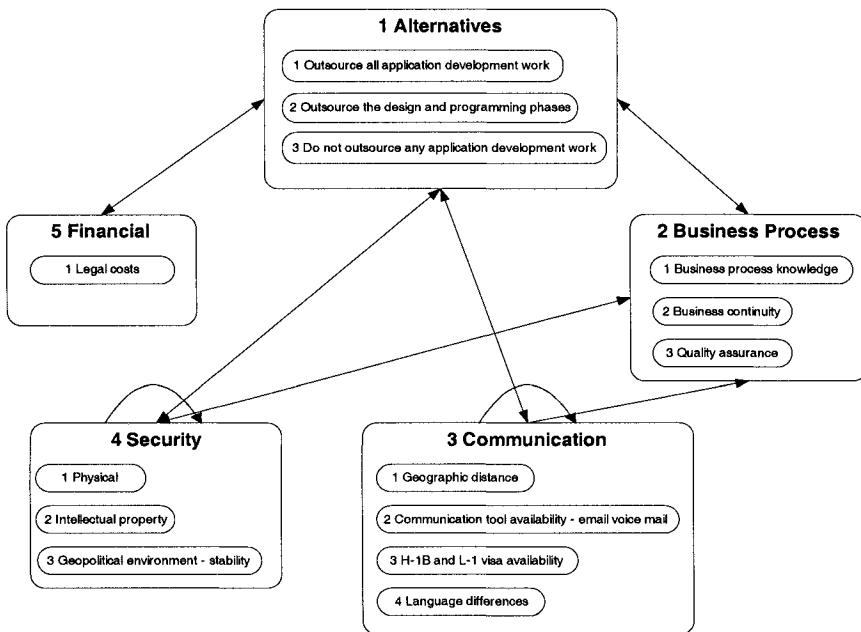 1 Alternatives
1 Outsource all application development work
2 Outsource the design and programming phases
3 Do not outsource any application development work
5 Financial
1 Legal costs
2 Business Process
1 Business process knowledge
2 Business continuity
3 Quality assurance
4 Security
1 Physical
2 Intellectual property
3 Geopolitical environment - stability
3 Communication
1 Geographic distance
2 Communication tool availability - email voice mail
3 H-1B and L-1 visa availability
4 Language differences